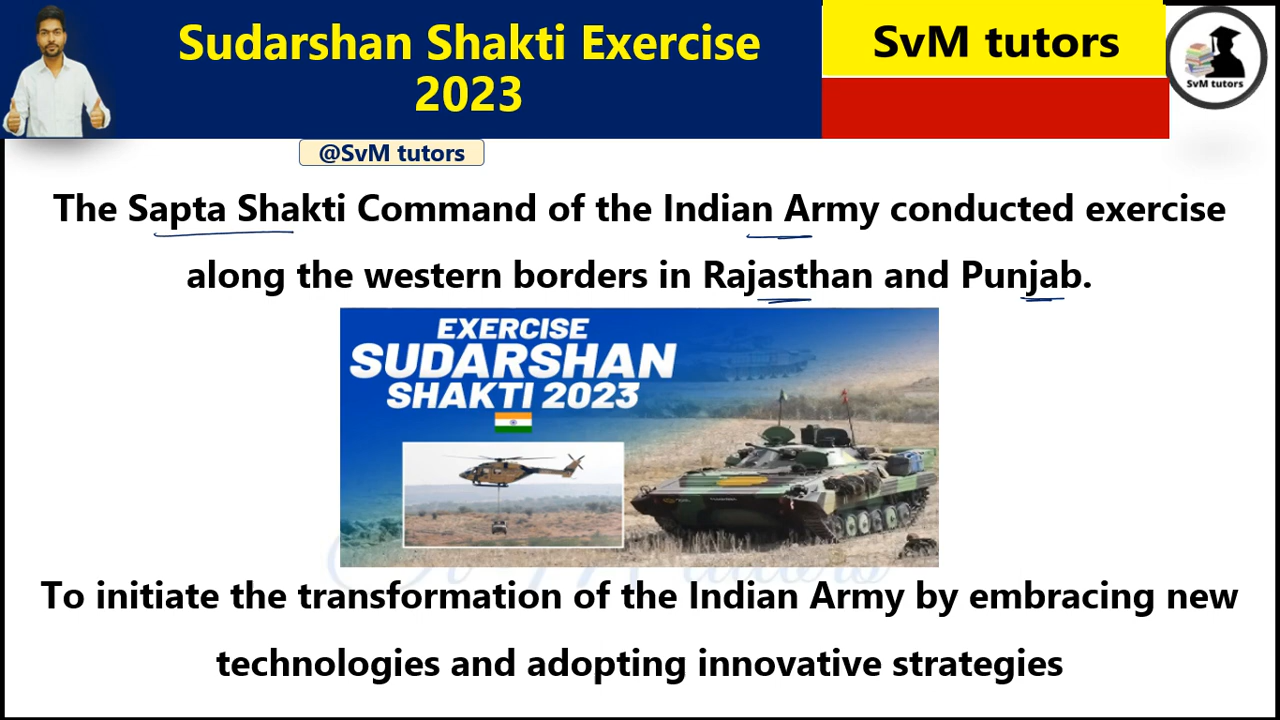 Sudarshan Shakti Exercise
2023
SvM tutors
SvM tutors
@SvM tutors
The Sapta Shakti Command of the Indian Army conducted exercise
along the western borders in Rajasthan and Punjab.
EXERCISE
SUDARSHAN
SHAKTI 2023
To initiate the transformation of the Indian Army by embracing new
technologies and adopting innovative strategies